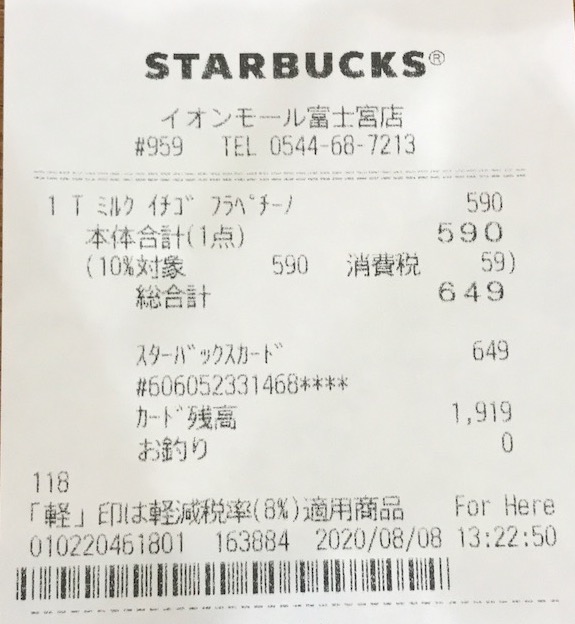 STARBUCKS®
イオンモール富士宮店
#959 TEL 0544-68-7213
1 T ﾐﾙｸ ｲﾁｺﾞ ﾌﾗﾍﾟﾁｰﾉ 590
本体合計(1点) 590
(10%対象 590 消費税 59)
総合計 649
ｽﾀｰﾊﾞｯｸｽｶｰﾄﾞ 649
#606052331468****
ｶｰﾄﾞ残高 1,919
お釣り 0
118
「軽」印は軽減税率(8%)適用商品 For Here
010220461801 163884 2020/08/08 13:22:50